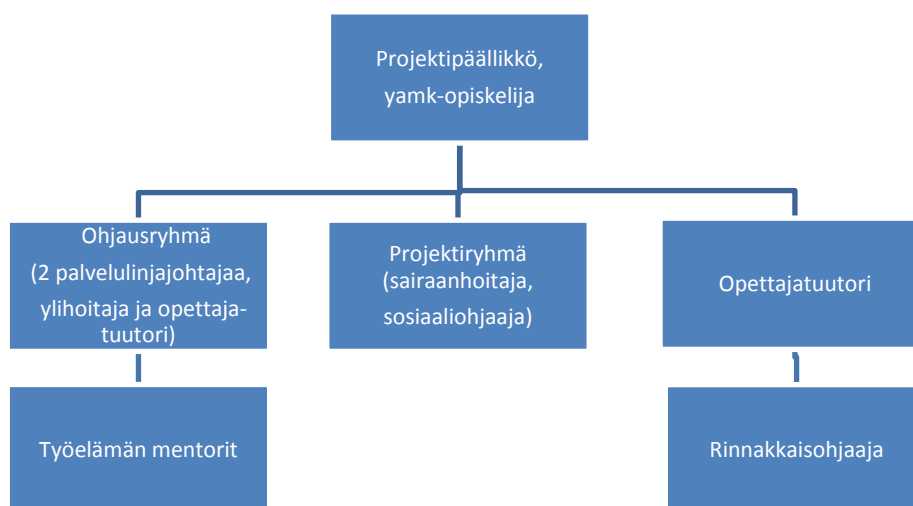 Projektipäällikkö,
yamk-opiskelija
Ohjausryhmä
(2 palvelulinjajohtajaa,
ylihoitaja ja opettaja-
tuutori)
Projektiryhmä
(sairaanhoitaja,
sosiaaliohjaaja)
Opettajatuutori
Työelämän mentorit
Rinnakkaisohjaaja